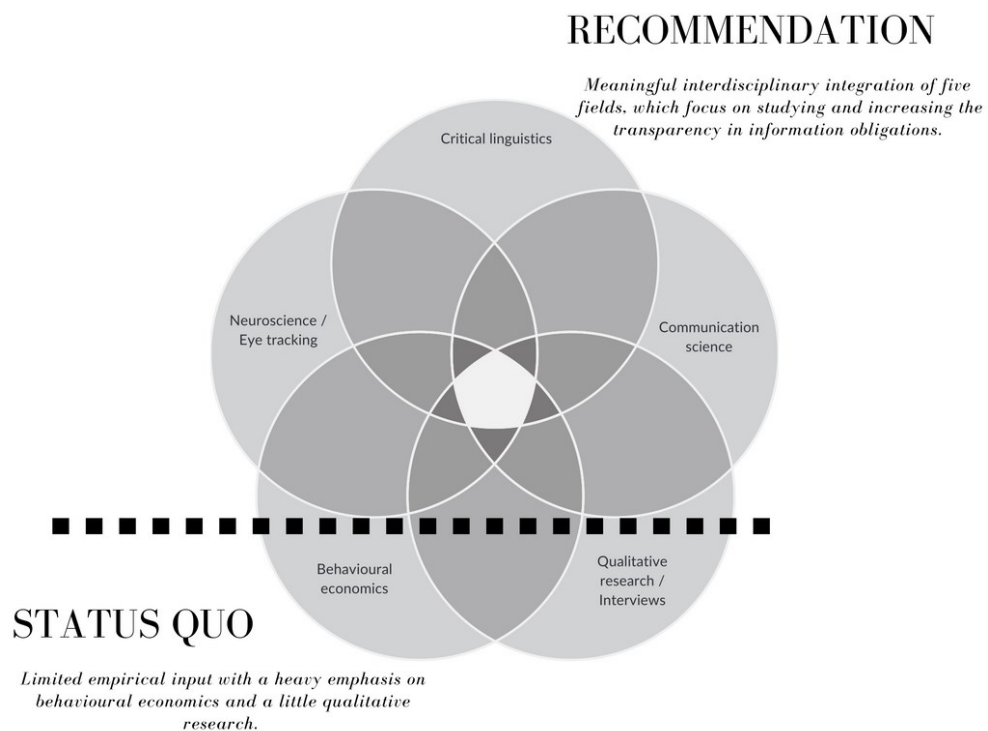 RECOMMENDATION
Meaningful interdisciplinary integration of five
fields, which focus on studying and increasing the
transparency in information obligations.
Critical linguistics
Neuroscience /
Eye tracking
Communication
science
Behavioural
economics
Qualitative
research /
Interviews
STATUS QUO
Limited empirical input with a heavy emphasis on
behavioural economics and a little qualitative
research.